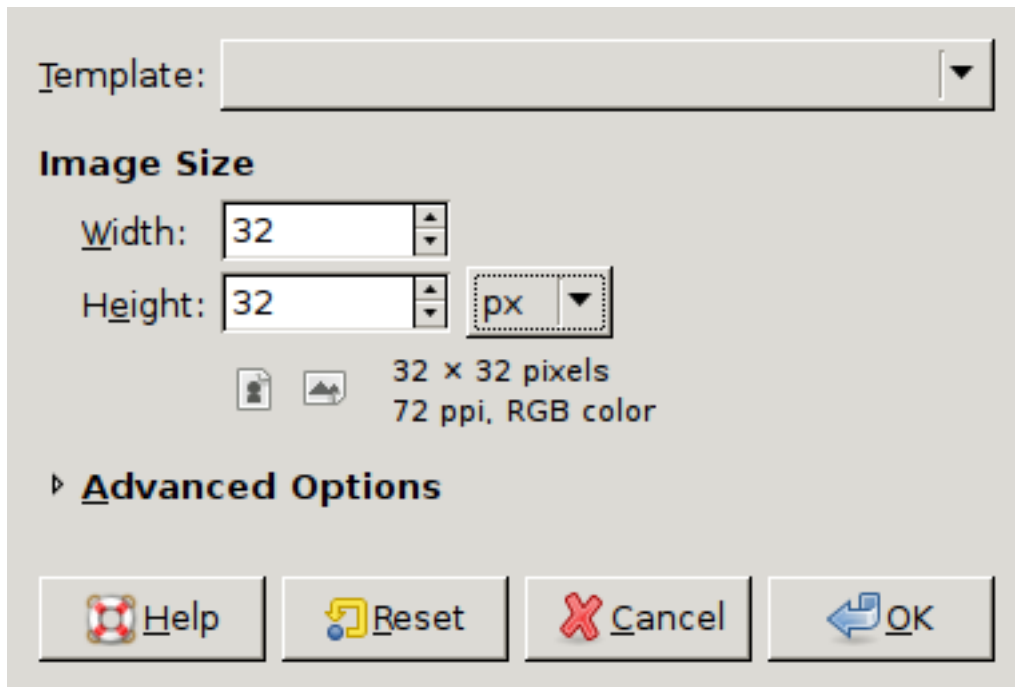 Template:
Image Size
Width: 32
Height: 32 px
32 × 32 pixels
72 ppi, RGB color
Advanced Options
Help Reset Cancel OK